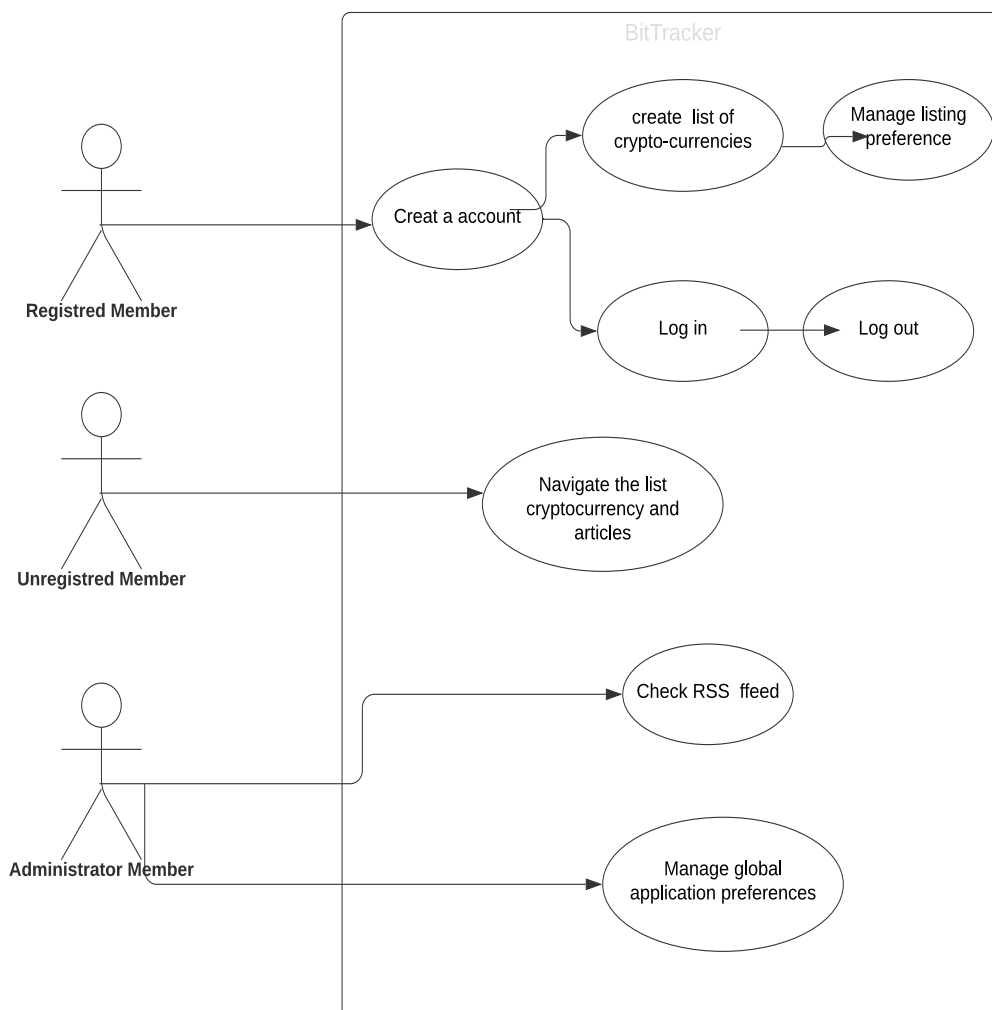 BitTracker
create list of
crypto-currencies
Manage listing
preference
Creat a account
Registred Member
Log in
Log out
Navigate the list
cryptocurrency and
articles
Unregistred Member
Check RSS ffeed
Administrator Member
Manage global
application preferences